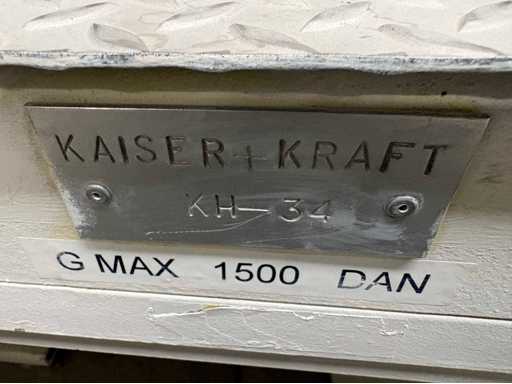 KAISER+KRAFT
KH-34
G MAX 1500 DAN